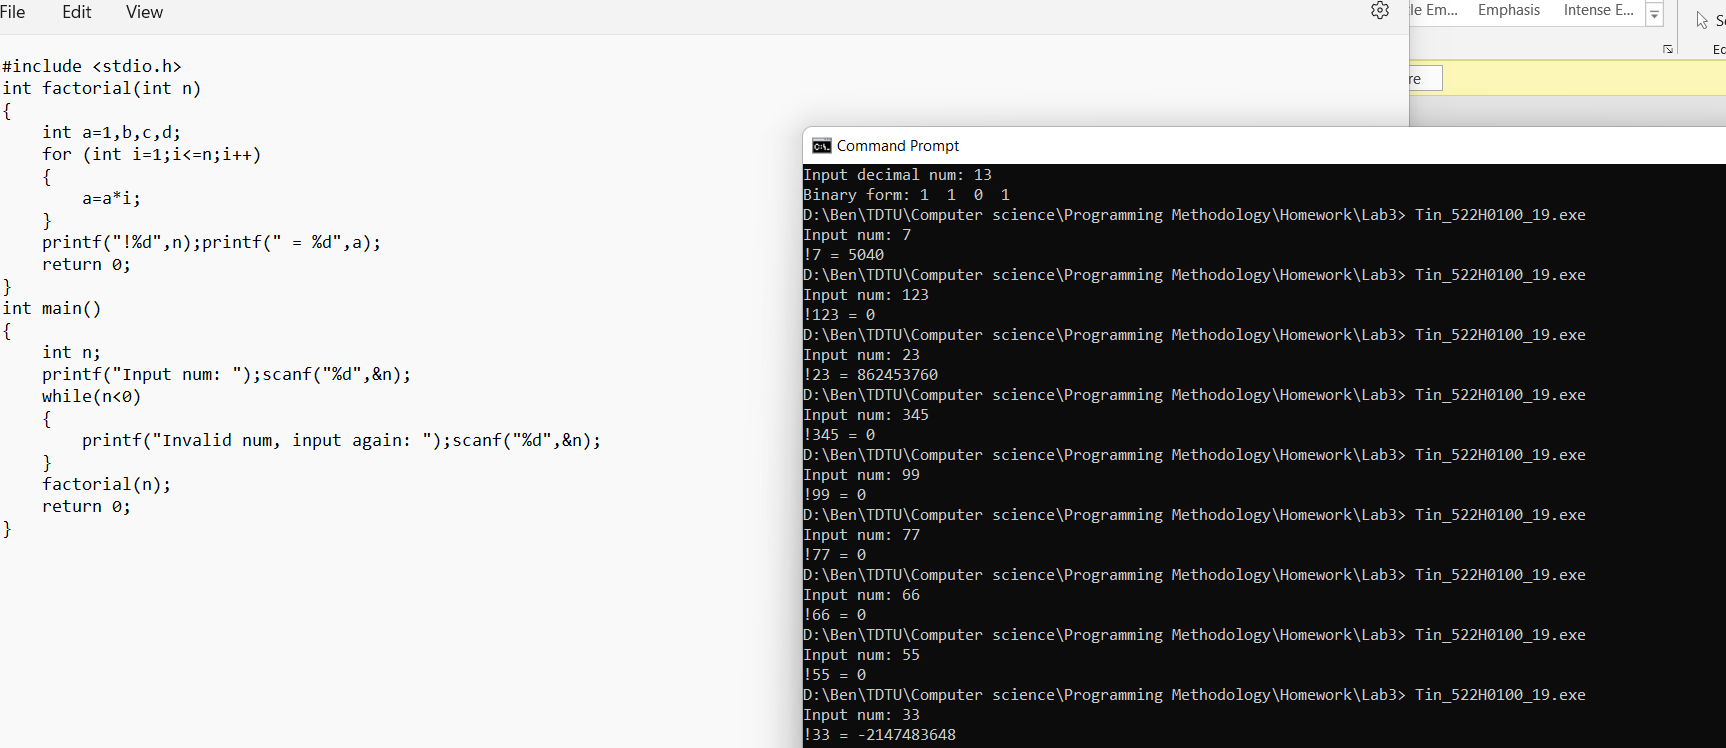 File Edit View
le Em... Emphasis Intense E...
#include <stdio.h>
int factorial(int n)
{
    int a=1,b,c,d;
    for (int i=1;i<=n;i++)
    {
        a=a*i;
    }
    printf("!%d",n);printf(" = %d",a);
    return 0;
}
int main()
{
    int n;
    printf("Input num: ");scanf("%d",&n);
    while(n<0)
    {
        printf("Invalid num, input again: ");scanf("%d",&n);
    }
    factorial(n);
    return 0;
}
Command Prompt
Input decimal num: 13
Binary form: 1  1  0  1
D:\Ben\TDTU\Computer science\Programming Methodology\Homework\Lab3> Tin_522H0100_19.exe
Input num: 7
!7 = 5040
D:\Ben\TDTU\Computer science\Programming Methodology\Homework\Lab3> Tin_522H0100_19.exe
Input num: 123
!123 = 0
D:\Ben\TDTU\Computer science\Programming Methodology\Homework\Lab3> Tin_522H0100_19.exe
Input num: 23
!23 = 862453760
D:\Ben\TDTU\Computer science\Programming Methodology\Homework\Lab3> Tin_522H0100_19.exe
Input num: 345
!345 = 0
D:\Ben\TDTU\Computer science\Programming Methodology\Homework\Lab3> Tin_522H0100_19.exe
Input num: 99
!99 = 0
D:\Ben\TDTU\Computer science\Programming Methodology\Homework\Lab3> Tin_522H0100_19.exe
Input num: 77
!77 = 0
D:\Ben\TDTU\Computer science\Programming Methodology\Homework\Lab3> Tin_522H0100_19.exe
Input num: 66
!66 = 0
D:\Ben\TDTU\Computer science\Programming Methodology\Homework\Lab3> Tin_522H0100_19.exe
Input num: 55
!55 = 0
D:\Ben\TDTU\Computer science\Programming Methodology\Homework\Lab3> Tin_522H0100_19.exe
Input num: 33
!33 = -2147483648